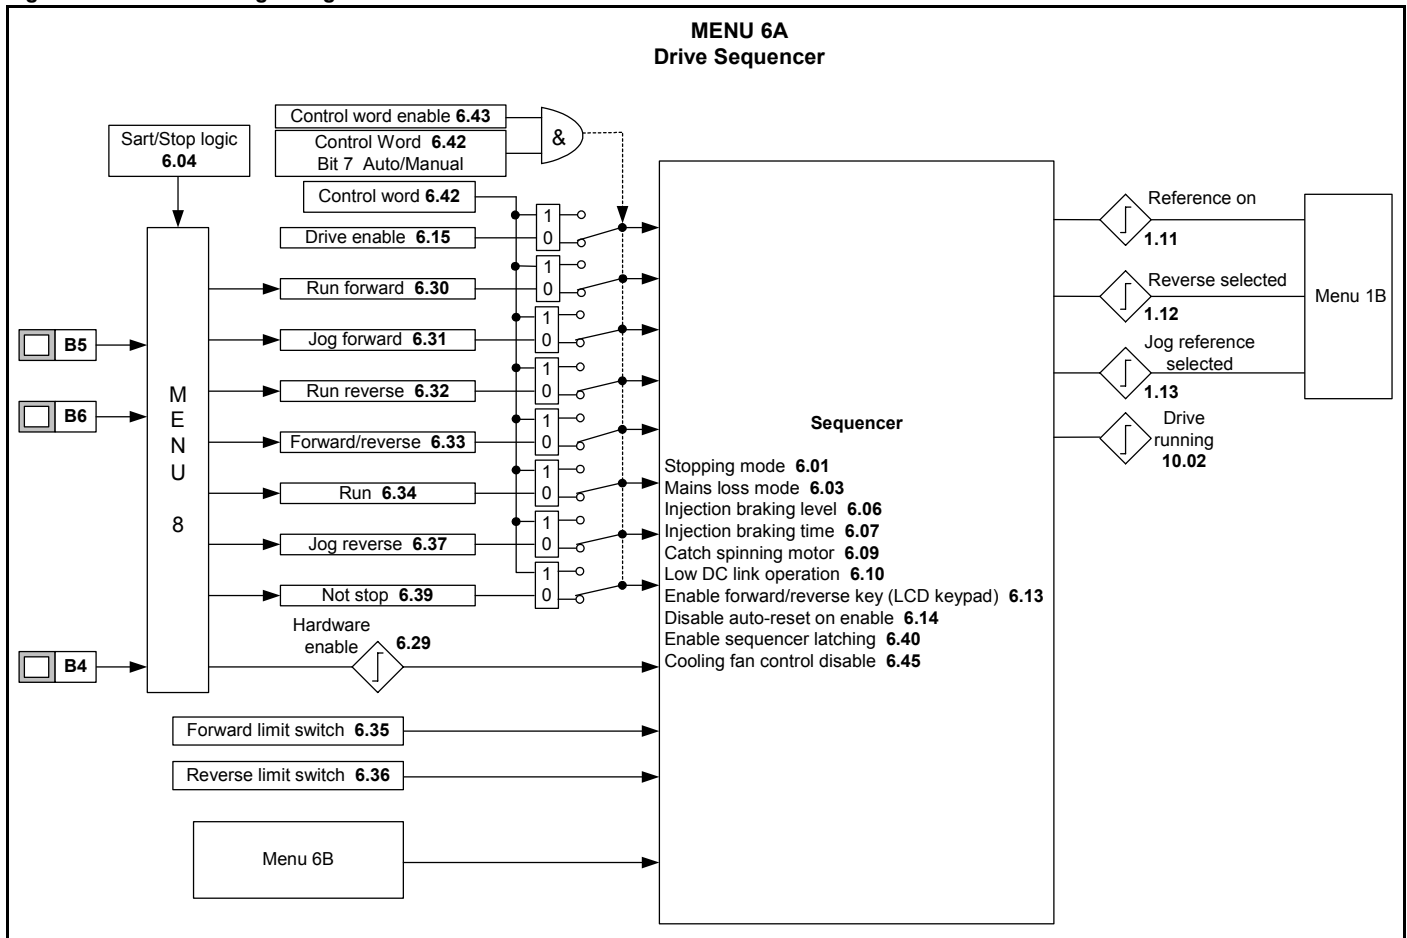 MENU 6A
Drive Sequencer
Control word enable 6.43
Control Word 6.42
Bit 7 Auto/Manual
&
Sart/Stop logic
6.04
Control word 6.42
1
0
Drive enable 6.15
1
0
Run forward 6.30
1
0
Jog forward 6.31
1
0
Run reverse 6.32
1
0
Forward/reverse 6.33
1
0
Run 6.34
1
0
Jog reverse 6.37
1
0
Not stop 6.39
B5
B6
B4
MENU 8
Hardware
enable 6.29
Forward limit switch 6.35
Reverse limit switch 6.36
Menu 6B
Sequencer
Stopping mode 6.01
Mains loss mode 6.03
Injection braking level 6.06
Injection braking time 6.07
Catch spinning motor 6.09
Low DC link operation 6.10
Enable forward/reverse key (LCD keypad) 6.13
Disable auto-reset on enable 6.14
Enable sequencer latching 6.40
Cooling fan control disable 6.45
Reference on
1.11
Reverse selected
1.12
Jog reference
selected
1.13
Drive
running
10.02
Menu 1B